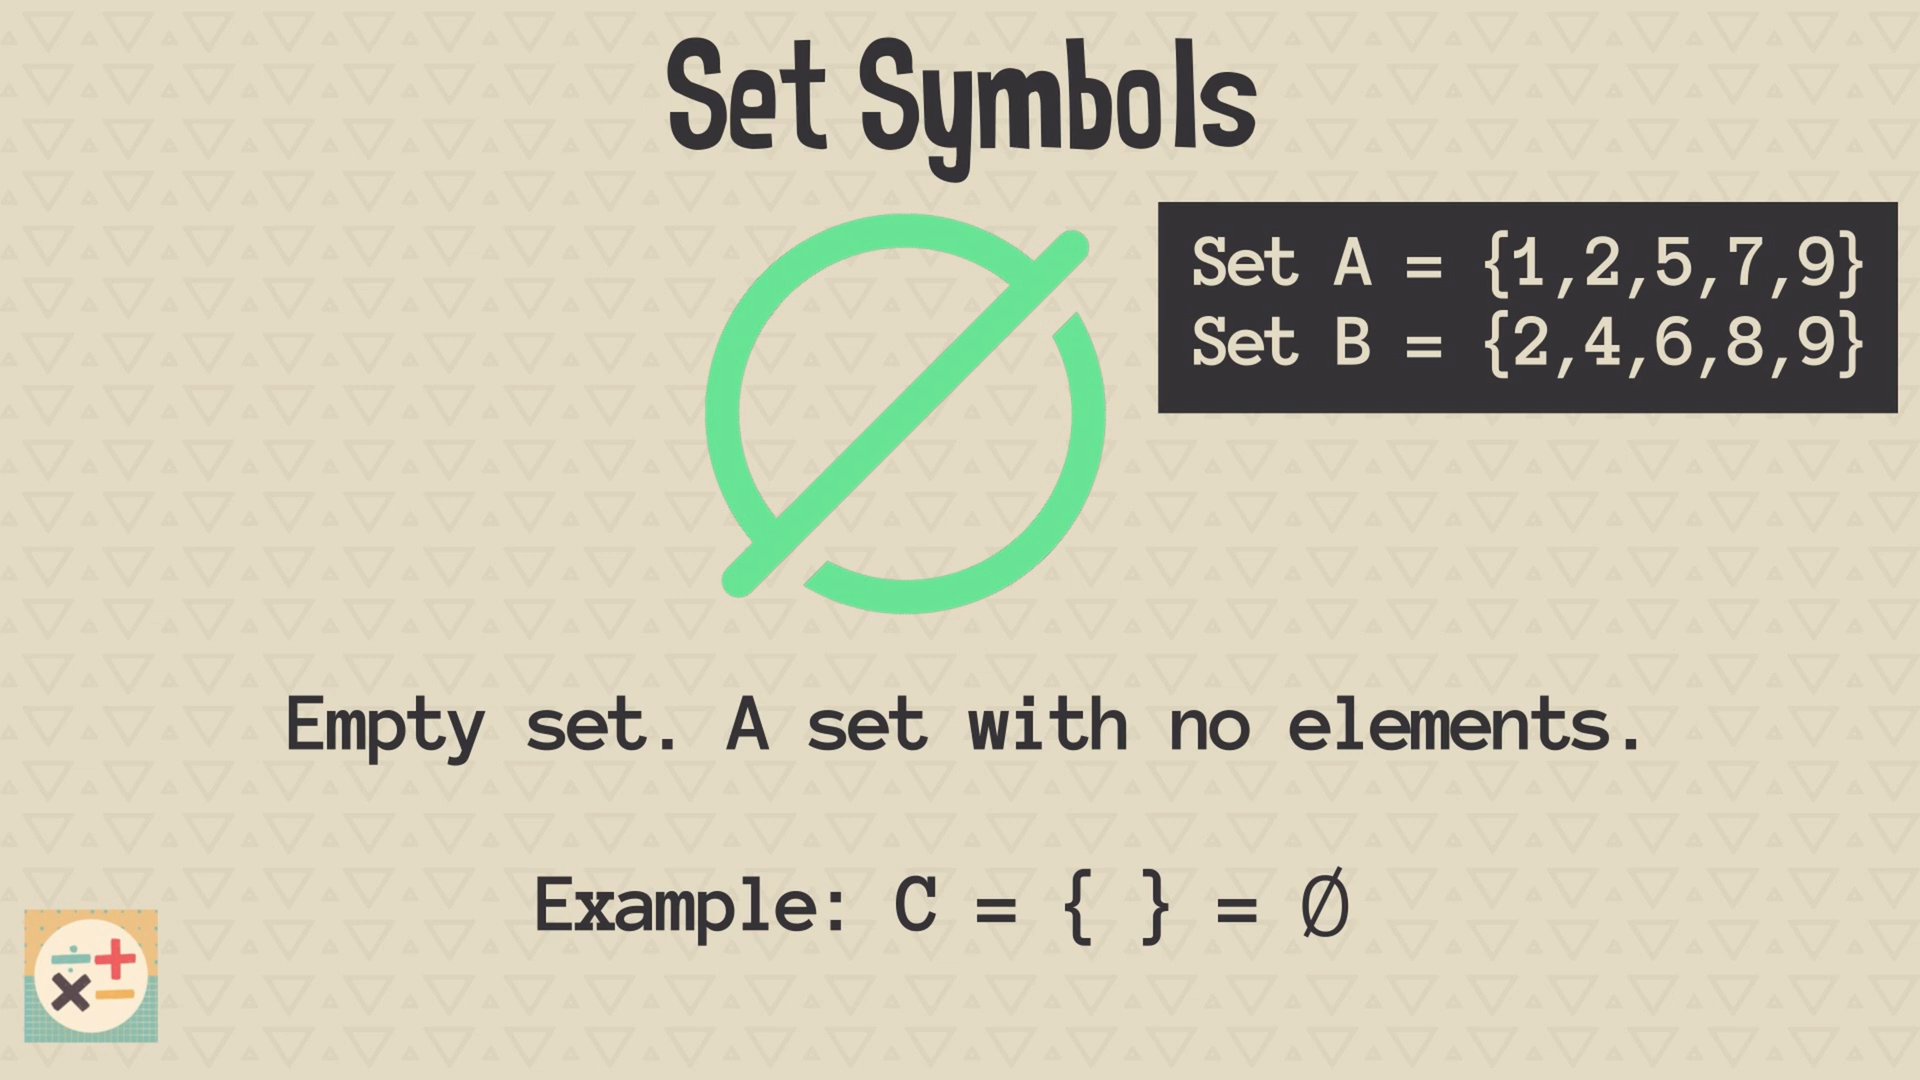 Set Symbols
Set A = {1,2,5,7,9}
Set B = {2,4,6,8,9}
Empty set. A set with no elements.
Example: C = { } = Ø